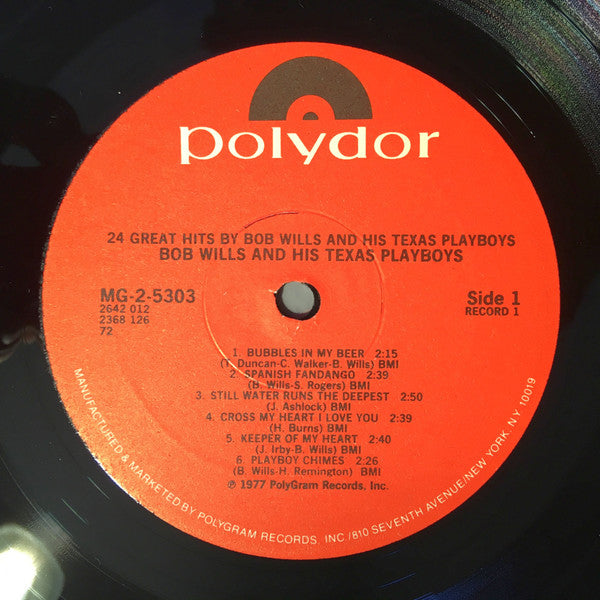 polydor
24 GREAT HITS BY BOB WILLS AND HIS TEXAS PLAYBOYS
BOB WILLS AND HIS TEXAS PLAYBOYS
MG-2-5303
2642 012
2368 126
72
Side 1
RECORD 1
1. BUBBLES IN MY BEER 2:15
(T. Duncan-C. Walker-B. Wills) BMI
2. SPANISH FANDANGO 2:39
(B. Wills-S. Rogers) BMI
3. STILL WATER RUNS THE DEEPEST 2:50
(J. Ashlock) BMI
4. CROSS MY HEART I LOVE YOU 2:39
(H. Burns) BMI
5. KEEPER OF MY HEART 2:40
(J. Irby-B. Wills) BMI
6. PLAYBOY CHIMES 2:26
(B. Wills-H. Remington) BMI
℗ 1977 PolyGram Records, Inc.
MANUFACTURED & MARKETED BY POLYGRAM RECORDS, INC./810 SEVENTH AVENUE/NEW YORK, N.Y. 10019